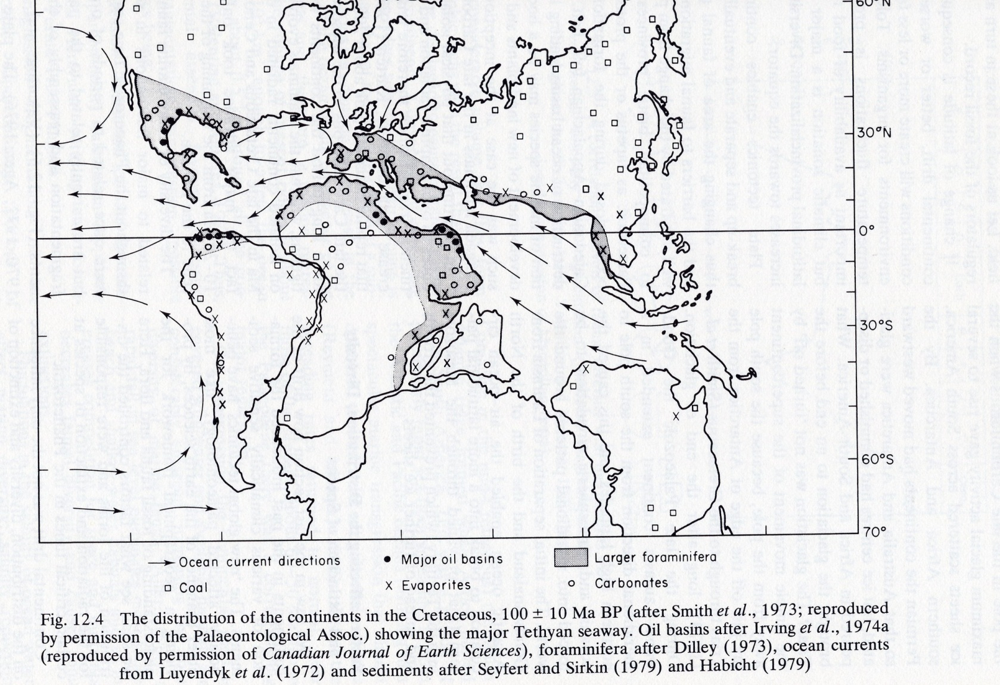 60°N
30°N
0°
30°S
60°S
70°
Ocean current directions
Major oil basins
Larger foraminifera
Coal
Evaporites
Carbonates
Fig. 12.4 The distribution of the continents in the Cretaceous, 100 ± 10 Ma BP (after Smith et al., 1973; reproduced
by permission of the Palaeontological Assoc.) showing the major Tethyan seaway. Oil basins after Irving et al., 1974a
(reproduced by permission of Canadian Journal of Earth Sciences), foraminifera after Dilley (1973), ocean currents
from Luyendyk et al. (1972) and sediments after Seyfert and Sirkin (1979) and Habicht (1979)